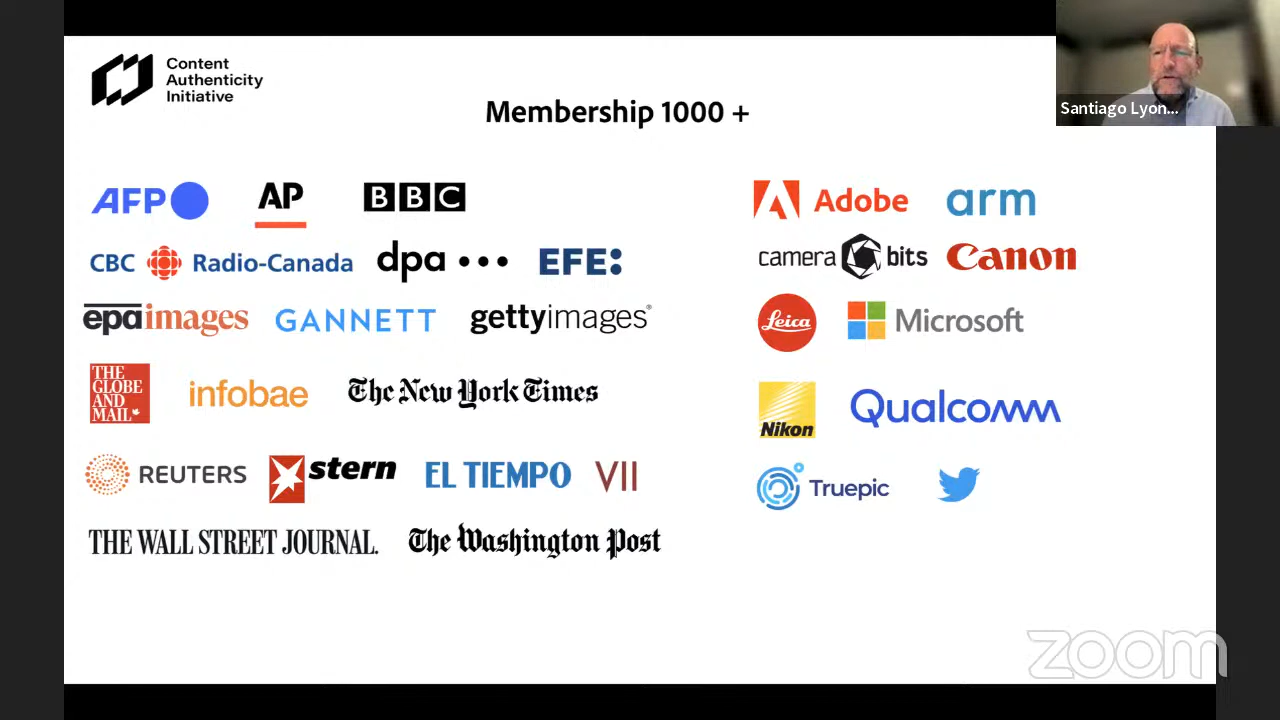 Content
Authenticity
Initiative
Membership 1000 +
Santiago Lyon...
AFP AP BBC
CBC Radio-Canada dpa EFE:
epaimages GANNETT gettyimages®
THE
GLOBE
AND
MAIL
infobae The New York Times
REUTERS stern EL TIEMPO VII
THE WALL STREET JOURNAL. The Washington Post
Adobe arm
camera bits Canon
Leica Microsoft
Nikon Qualcomm
Truepic
zoom